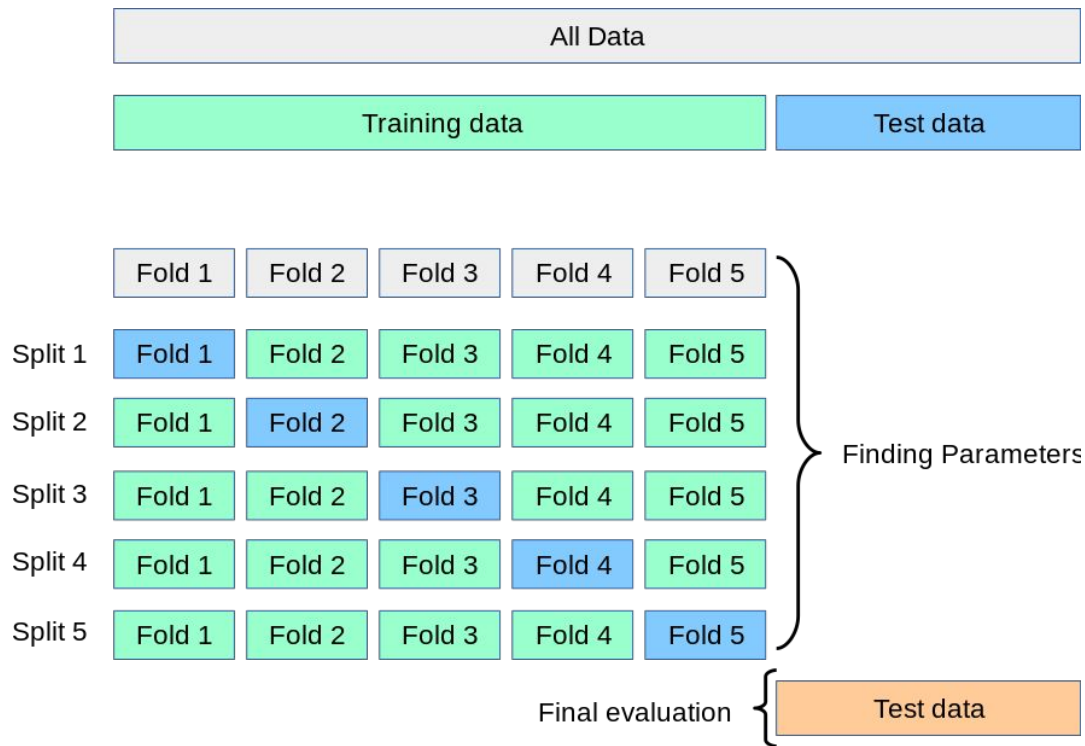 All Data
Training data Test data
Fold 1 Fold 2 Fold 3 Fold 4 Fold 5
Split 1 Fold 1 Fold 2 Fold 3 Fold 4 Fold 5
Split 2 Fold 1 Fold 2 Fold 3 Fold 4 Fold 5
Finding Parameters
Split 3 Fold 1 Fold 2 Fold 3 Fold 4 Fold 5
Split 4 Fold 1 Fold 2 Fold 3 Fold 4 Fold 5
Split 5 Fold 1 Fold 2 Fold 3 Fold 4 Fold 5
Final evaluation Test data